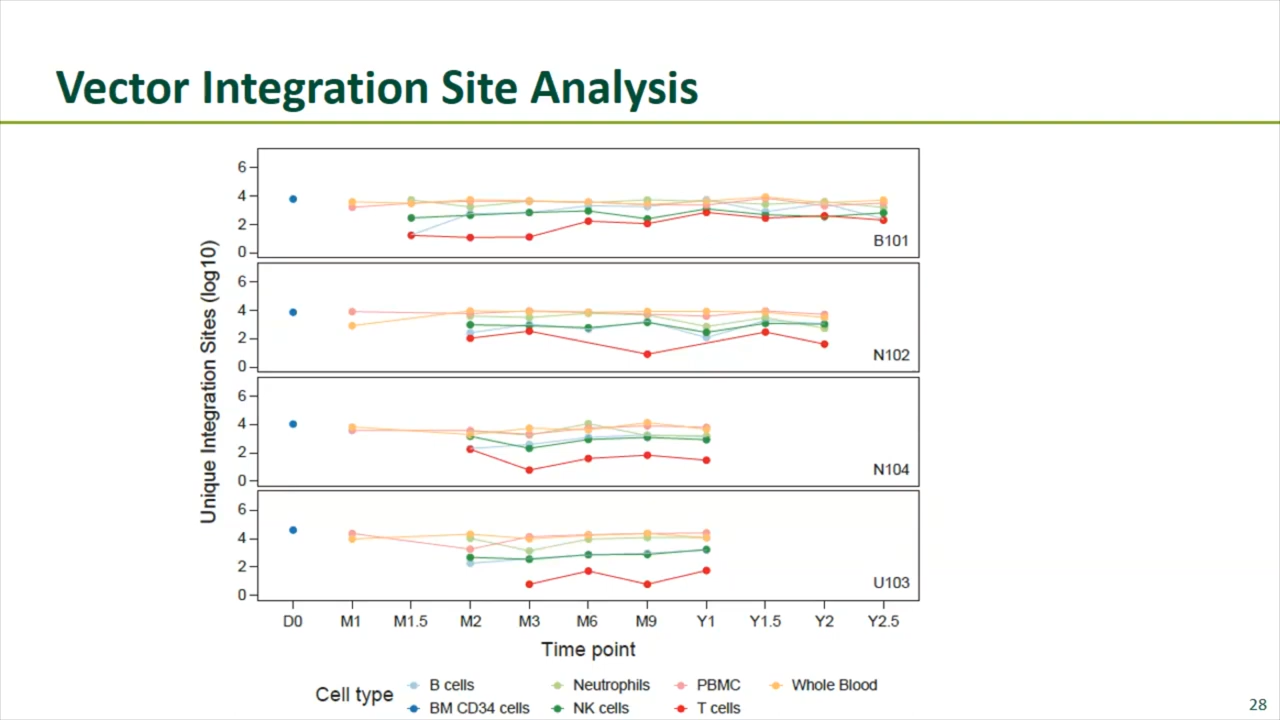 Vector Integration Site Analysis
Unique Integration Sites (log10)
6
4
2
0
B101
6
4
2
0
N102
6
4
2
0
N104
6
4
2
0
U103
D0 M1 M1.5 M2 M3 M6 M9 Y1 Y1.5 Y2 Y2.5
Time point
Cell type
B cells Neutrophils PBMC Whole Blood
BM CD34 cells NK cells T cells
28